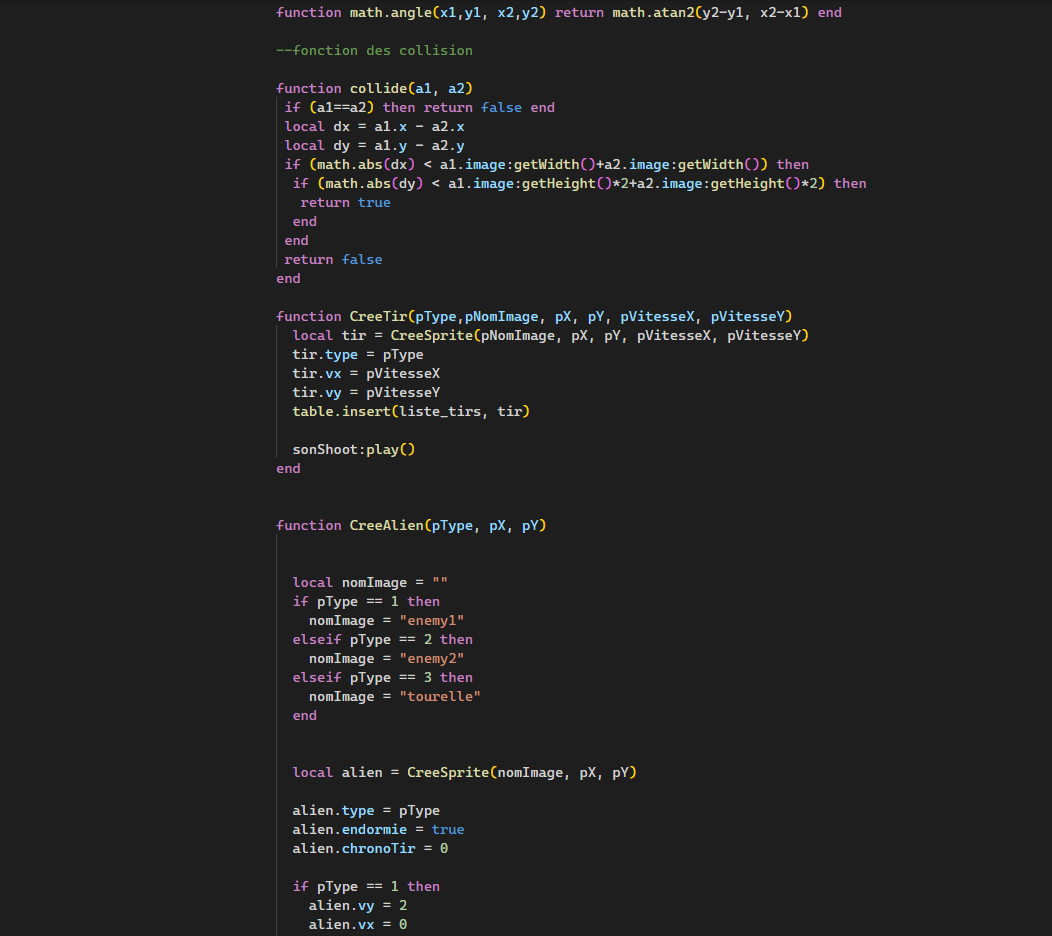 function math.angle(x1,y1, x2,y2) return math.atan2(y2-y1, x2-x1) end
--fonction des collision
function collide(a1, a2)
if (a1==a2) then return false end
local dx = a1.x - a2.x
local dy = a1.y - a2.y
if (math.abs(dx) < a1.image:getWidth()+a2.image:getWidth()) then
if (math.abs(dy) < a1.image:getHeight()*2+a2.image:getHeight()*2) then
return true
end
end
return false
end
function CreeTir(pType,pNomImage, pX, pY, pVitesseX, pVitesseY)
local tir = CreeSprite(pNomImage, pX, pY, pVitesseX, pVitesseY)
tir.type = pType
tir.vx = pVitesseX
tir.vy = pVitesseY
table.insert(liste_tirs, tir)
sonShoot:play()
end
function CreeAlien(pType, pX, pY)
local nomImage = ""
if pType == 1 then
nomImage = "enemy1"
elseif pType == 2 then
nomImage = "enemy2"
elseif pType == 3 then
nomImage = "tourelle"
end
local alien = CreeSprite(nomImage, pX, pY)
alien.type = pType
alien.endormie = true
alien.chronoTir = 0
if pType == 1 then
alien.vy = 2
alien.vx = 0